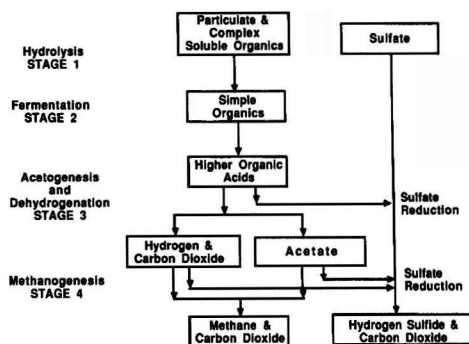 Particulate &
Complex
Soluble Organics
Sulfate
Hydrolysis
STAGE 1
Fermentation
STAGE 2
Simple
Organics
Acetogenesis
and
Dehydrogenation
STAGE 3
Higher Organic
Acids
Sulfate
Reduction
Hydrogen &
Carbon Dioxide
Acetate
Methanogenesis
STAGE 4
Sulfate
Reduction
Methane &
Carbon Dioxide
Hydrogen Sulfide &
Carbon Dioxide